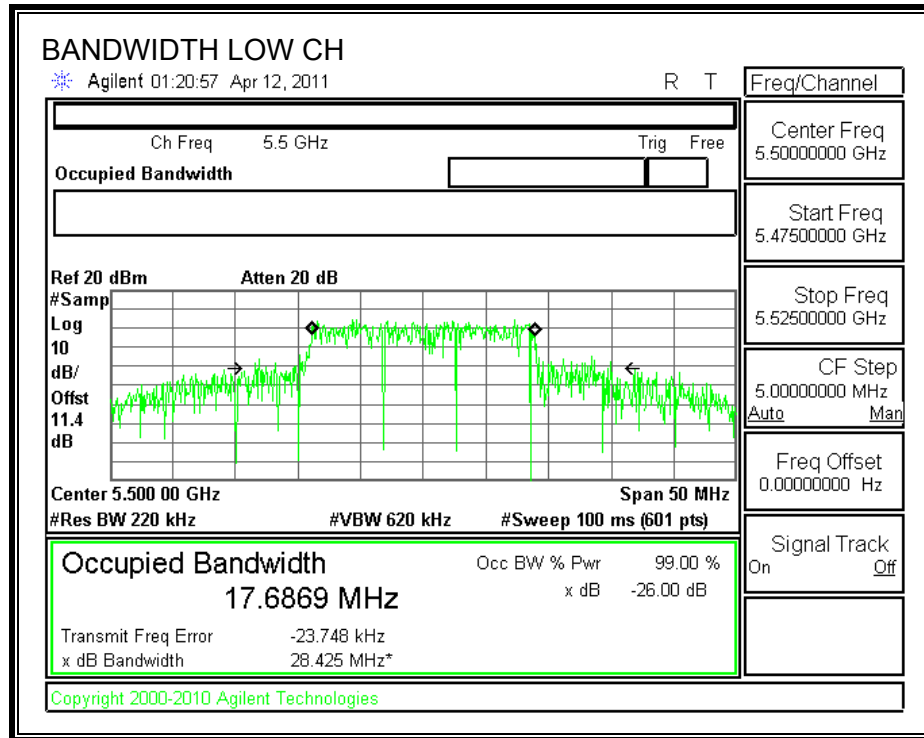 BANDWIDTH LOW CH
Agilent 01:20:57 Apr 12, 2011
R T
Freq/Channel
Ch Freq 5.5 GHz
Trig Free
Occupied Bandwidth
Center Freq
5.50000000 GHz
Start Freq
5.47500000 GHz
Stop Freq
5.52500000 GHz
CF Step
5.00000000 MHz
Auto Man
Freq Offset
0.00000000 Hz
Signal Track
On Off
Ref 20 dBm
Atten 20 dB
#Samp
Log
10
dB/
Offst
11.4
dB
Center 5.500 00 GHz
Span 50 MHz
#Res BW 220 kHz
#VBW 620 kHz
#Sweep 100 ms (601 pts)
Occupied Bandwidth
17.6869 MHz
Occ BW % Pwr 99.00 %
x dB -26.00 dB
Transmit Freq Error -23.748 kHz
x dB Bandwidth 28.425 MHz*
Copyright 2000-2010 Agilent Technologies